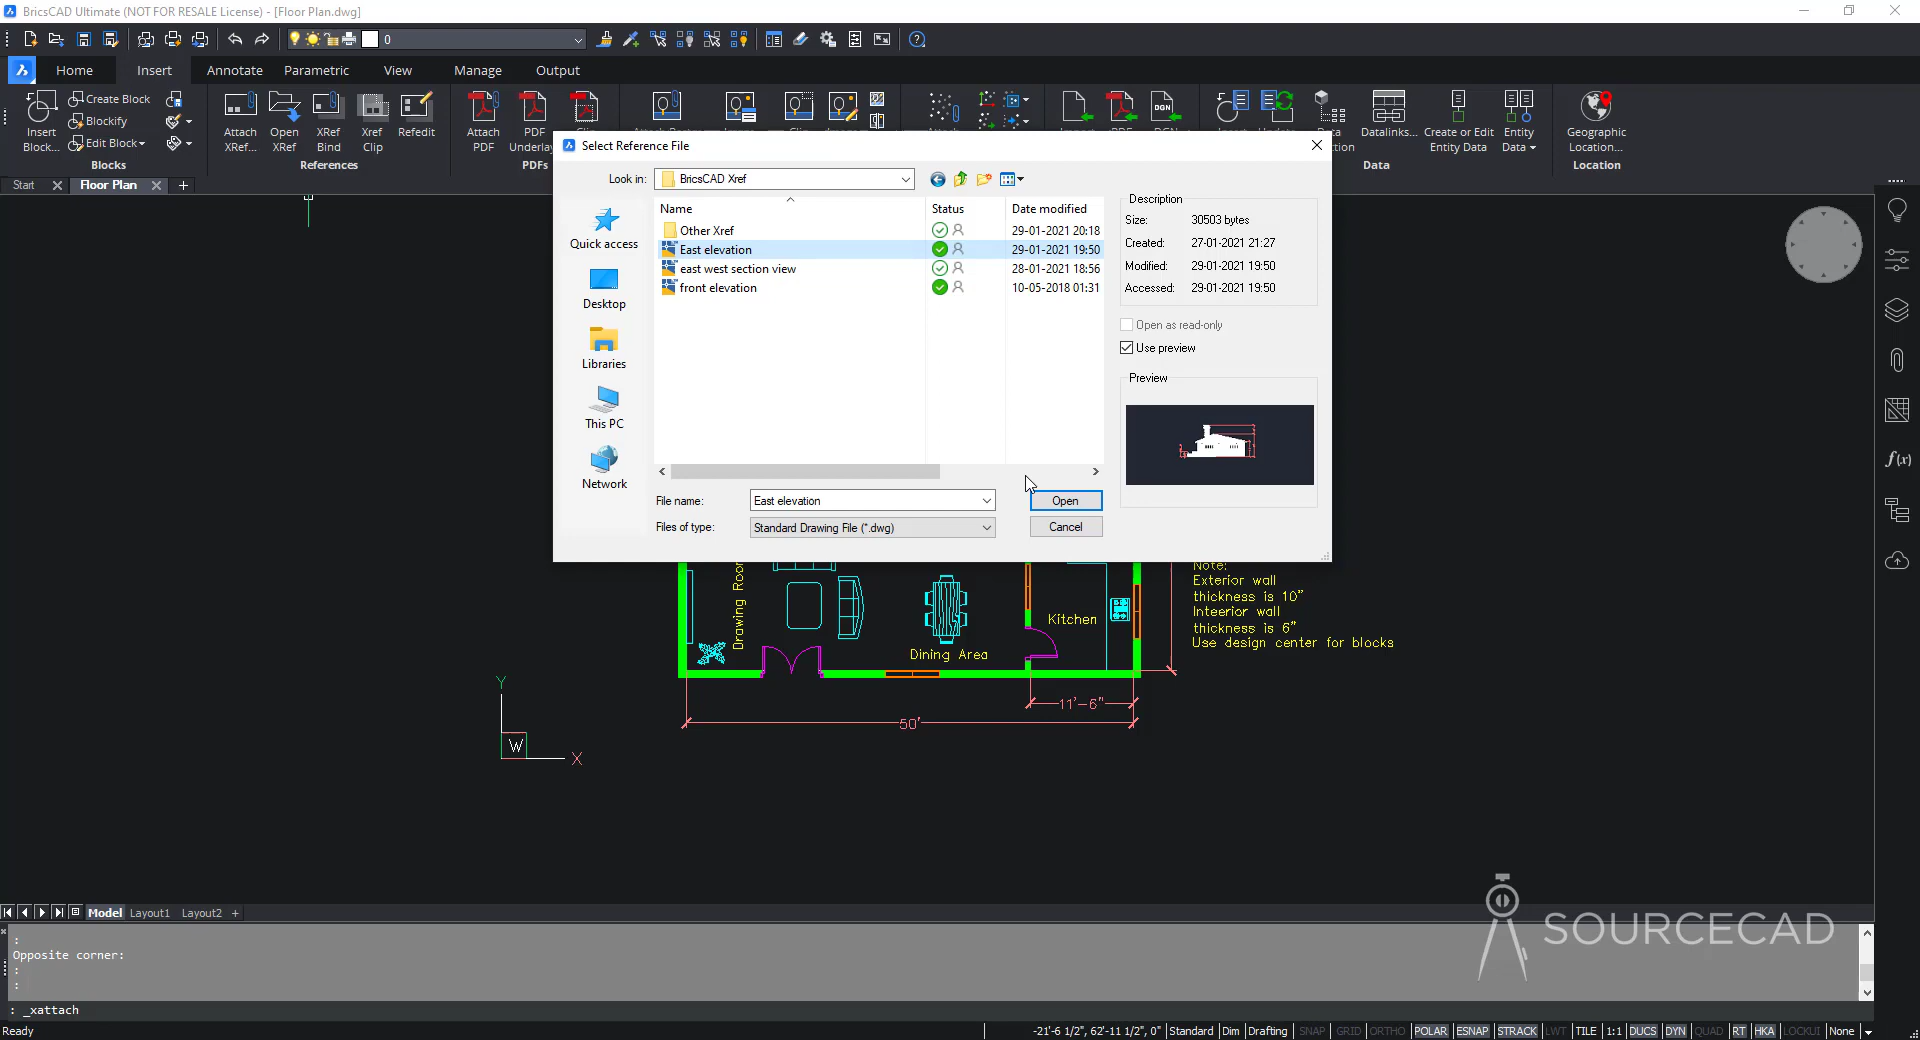 BricsCAD Ultimate (NOT FOR RESALE License) - [Floor Plan.dwg]
0
Home Insert Annotate Parametric View Manage Output
Insert Block...
Create Block
Blockify
Edit Block
Blocks
Attach XRef...
Open XRef
XRef Bind
Xref Clip
Refedit
References
Attach PDF
PDF Underlay
PDFs
DGN
Datalinks...
Create or Edit Entity Data
Entity Data
Data
Geographic Location...
Location
Start Floor Plan
Select Reference File
Look in: BricsCAD Xref
Quick access
Desktop
Libraries
This PC
Network
Name Status Date modified
Other Xref 29-01-2021 20:18
East elevation 29-01-2021 19:50
east west section view 28-01-2021 18:56
front elevation 10-05-2018 01:31
File name: East elevation Open
Files of type: Standard Drawing File (*.dwg) Cancel
Description
Size: 30503 bytes
Created: 27-01-2021 21:27
Modified: 29-01-2021 19:50
Accessed: 29-01-2021 19:50
Open as read-only
Use preview
Preview
Drawing Roo
Dining Area
Kitchen
11'-6"
50'
Note:
Exterior wall
thickness is 10"
Inteerior wall
thickness is 6"
Use design center for blocks
Y
W
X
Model Layout1 Layout2 +
:
Opposite corner:
:
:
: _xattach
SOURCECAD
Ready
-21'-6 1/2", 62'-11 1/2", 0" Standard Dim Drafting SNAP GRID ORTHO POLAR ESNAP STRACK LWT TILE 1:1 DUCS DYN QUAD RT HKA LOCKUI None
f(x)